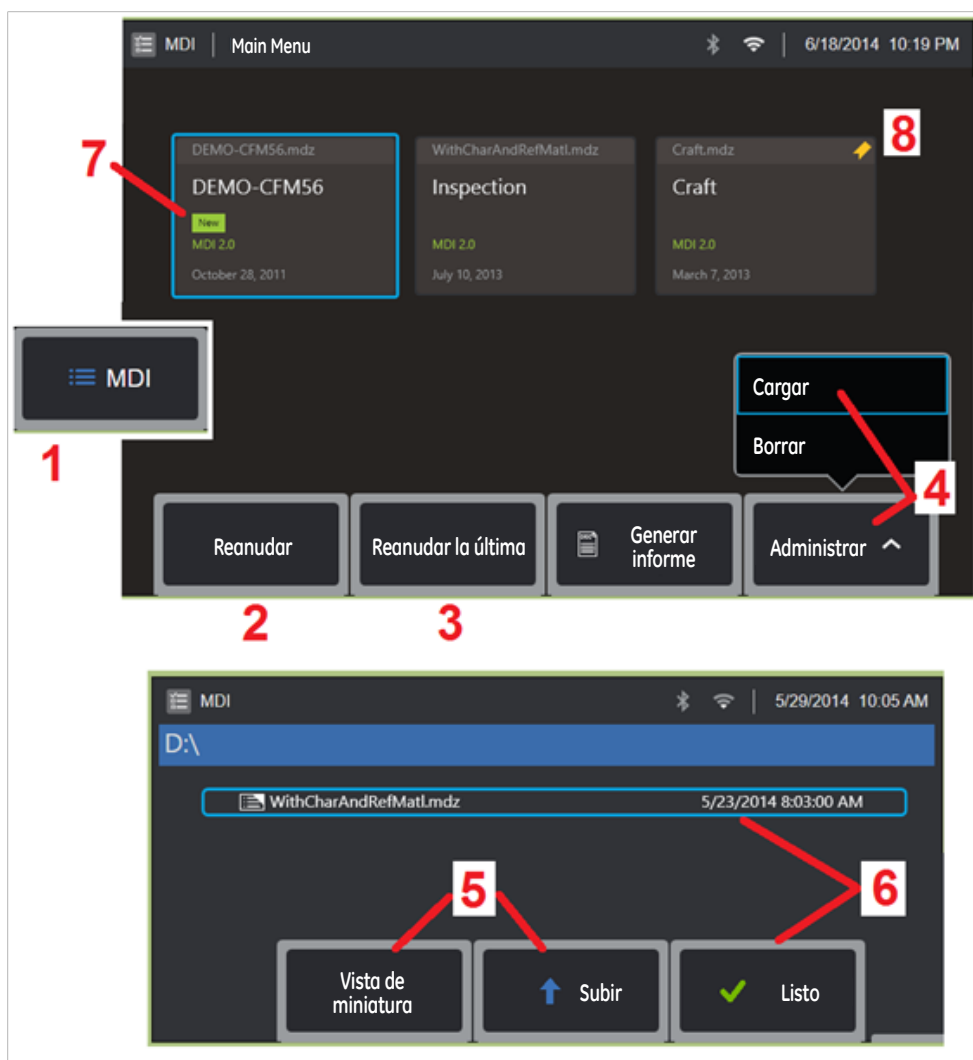 MDI | Main Menu 6/18/2014 10:19 PM
8
7
DEMO-CFM56.mdz
DEMO-CFM56
New
MDI 2.0
October 28, 2011
WithCharAndRefMatl.mdz
Inspection
MDI 2.0
July 10, 2013
Craft.mdz
Craft
MDI 2.0
March 7, 2013
MDI
1
Cargar
Borrar
4
Reanudar
Reanudar la última
Generar
informe
Administrar
2
3
MDI 5/29/2014 10:05 AM
D:\
WithCharAndRefMatl.mdz 5/23/2014 8:03:00 AM
5
6
Vista de
miniatura
Subir
Listo